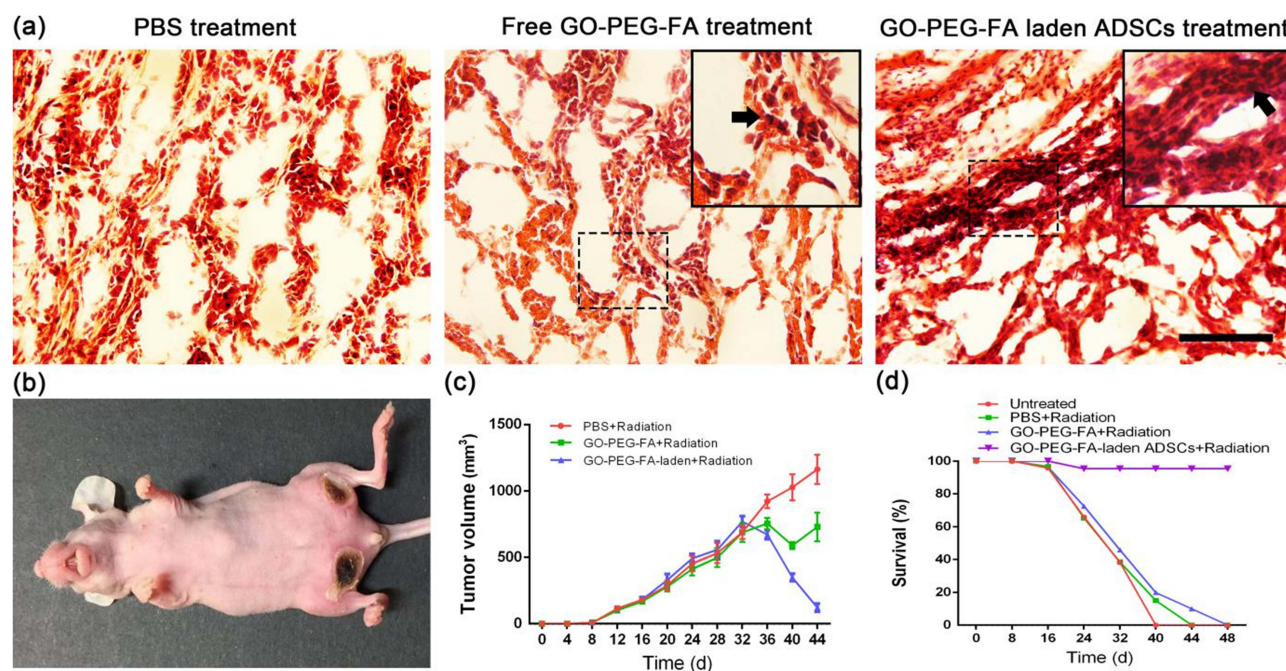 (a)
PBS treatment
Free GO-PEG-FA treatment
GO-PEG-FA laden ADSCs treatment
(b)
(c)
1500
1000
500
0
Tumor volume (mm³)
PBS+Radiation
GO-PEG-FA+Radiation
GO-PEG-FA-laden+Radiation
0 4 8 12 16 20 24 28 32 36 40 44
Time (d)
(d)
Untreated
PBS+Radiation
GO-PEG-FA+Radiation
GO-PEG-FA-laden ADSCs+Radiation
100
80
60
40
20
0
Survival (%)
0 8 16 24 32 40 44 48
Time (d)